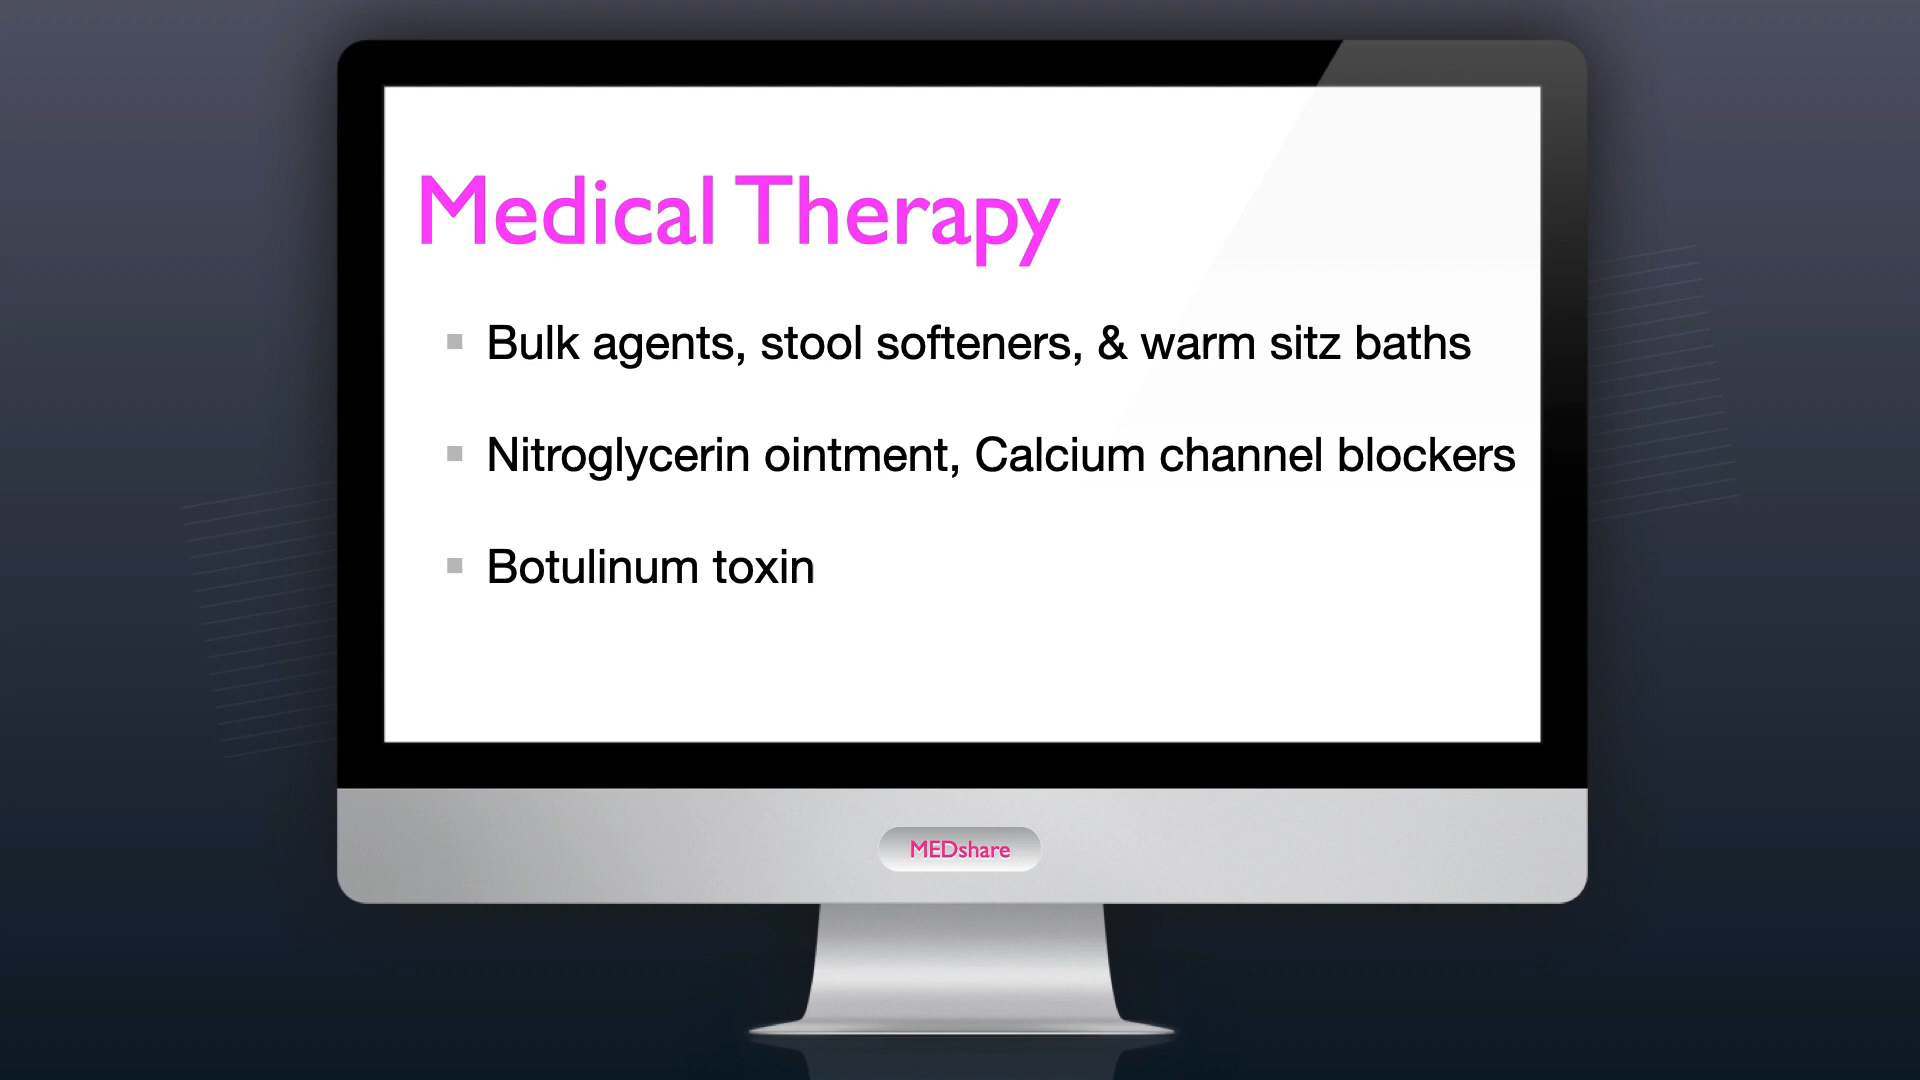 Medical Therapy
Bulk agents, stool softeners, & warm sitz baths
Nitroglycerin ointment, Calcium channel blockers
Botulinum toxin
MEDshare